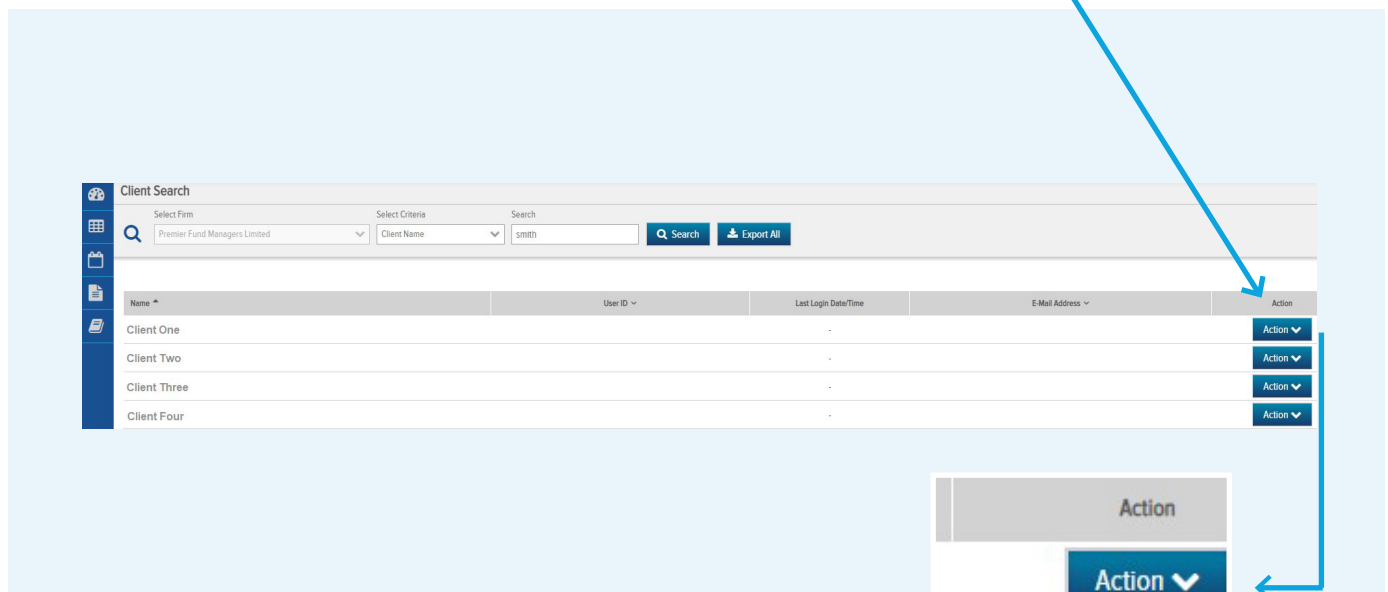 Client Search
Select Firm Select Criteria Search
Premier Fund Managers Limited Client Name smith Search Export All
Name User ID Last Login Date/Time E-Mail Address Action
Client One - Action
Client Two - Action
Client Three - Action
Client Four - Action
Action
Action